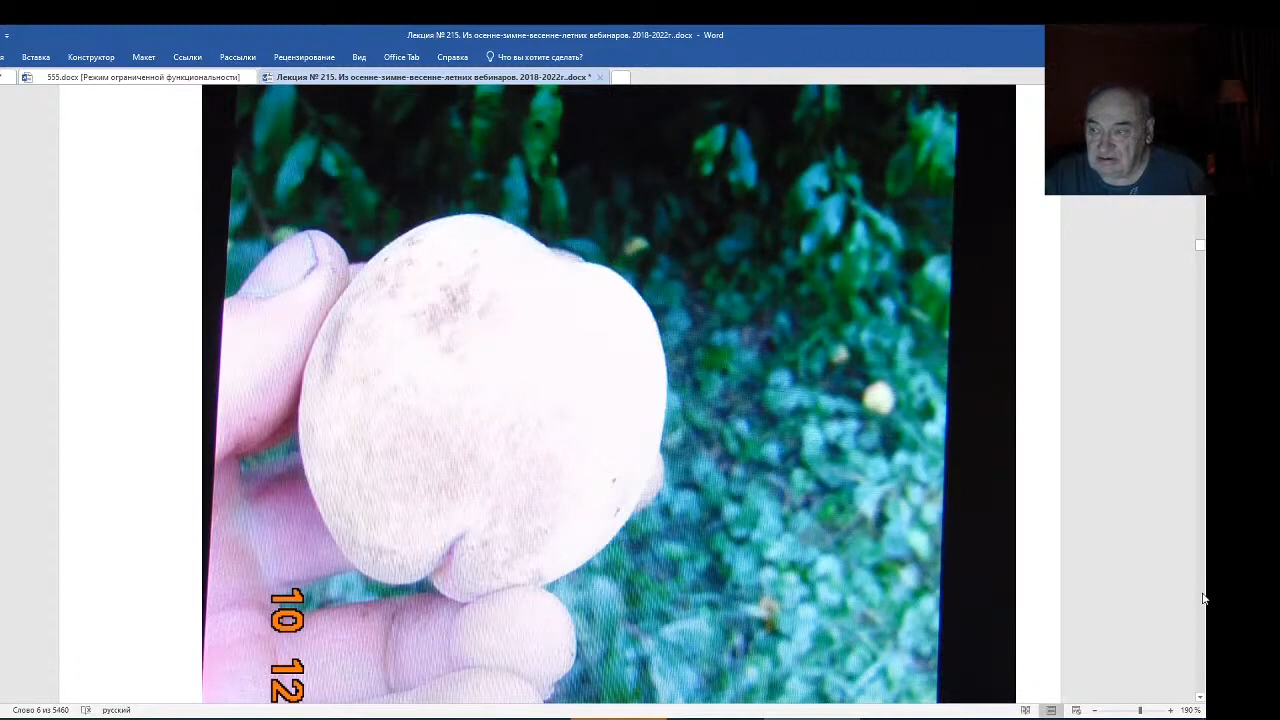 Лекция № 215. Из осенне-зимне-весенне-летних вебинаров. 2018-2022г..docx - Word
Вставка Конструктор Макет Ссылки Рассылки Рецензирование Вид Office Tab Справка Что вы хотите сделать?
555.docx [Режим ограниченной функциональности] Лекция № 215. Из осенне-зимне-весенне-летних вебинаров. 2018-2022г..docx *
10 12
Слово 6 из 5460 русский 190 %